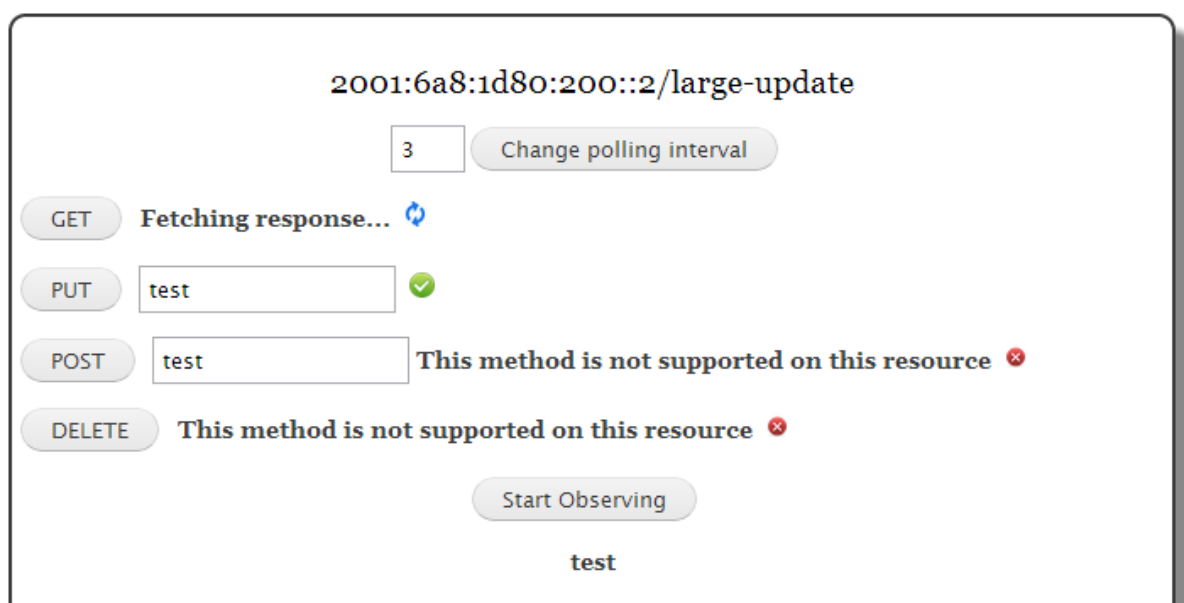 2001:6a8:1d80:200::2/large-update
3 Change polling interval
GET Fetching response...
PUT test
POST test This method is not supported on this resource
DELETE This method is not supported on this resource
Start Observing
test